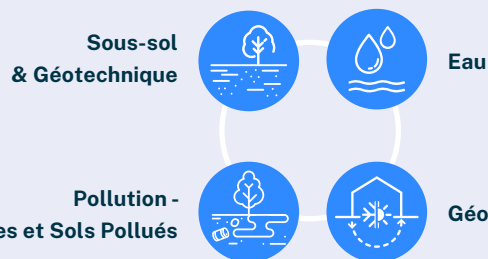 Sous-sol
& Géotechnique
Eau
Pollution -
es et Sols Pollués
Géo